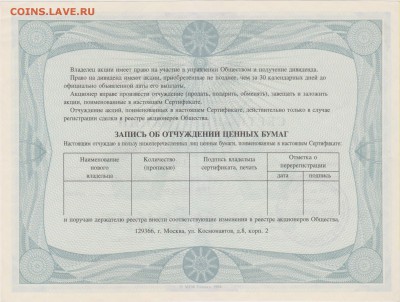 COINS.LAVE.RU
Владелец акции имеет право на участие в управлении Обществом и получение дивиденда.
Право на дивиденд имеют акции, приобретенные не позднее, чем за 30 календарных дней до
официально объявленной даты его выплаты.
Акционер вправе произвести отчуждение (продать, подарить, обменять), завещать и заложить
акции, поименованные в настоящем Сертификате.
Отчуждение акций, поименованных в настоящем Сертификате, действительно только в случае
регистрации сделки в реестре акционеров Общества.
ЗАПИСЬ ОБ ОТЧУЖДЕНИИ ЦЕННЫХ БУМАГ
Настоящим отчуждаю в пользу нижеперечисленных лиц ценные бумаги, поименованные в настоящем Сертификате:
Наименование нового владельца
Количество (прописью)
Подпись владельца сертификата, печать
Отметка о перерегистрации
дата
подпись
и поручаю держателю реестра внести соответствующие изменения в реестр акционеров Общества.
129366, г. Москва, ул. Космонавтов, д.8, корп. 2